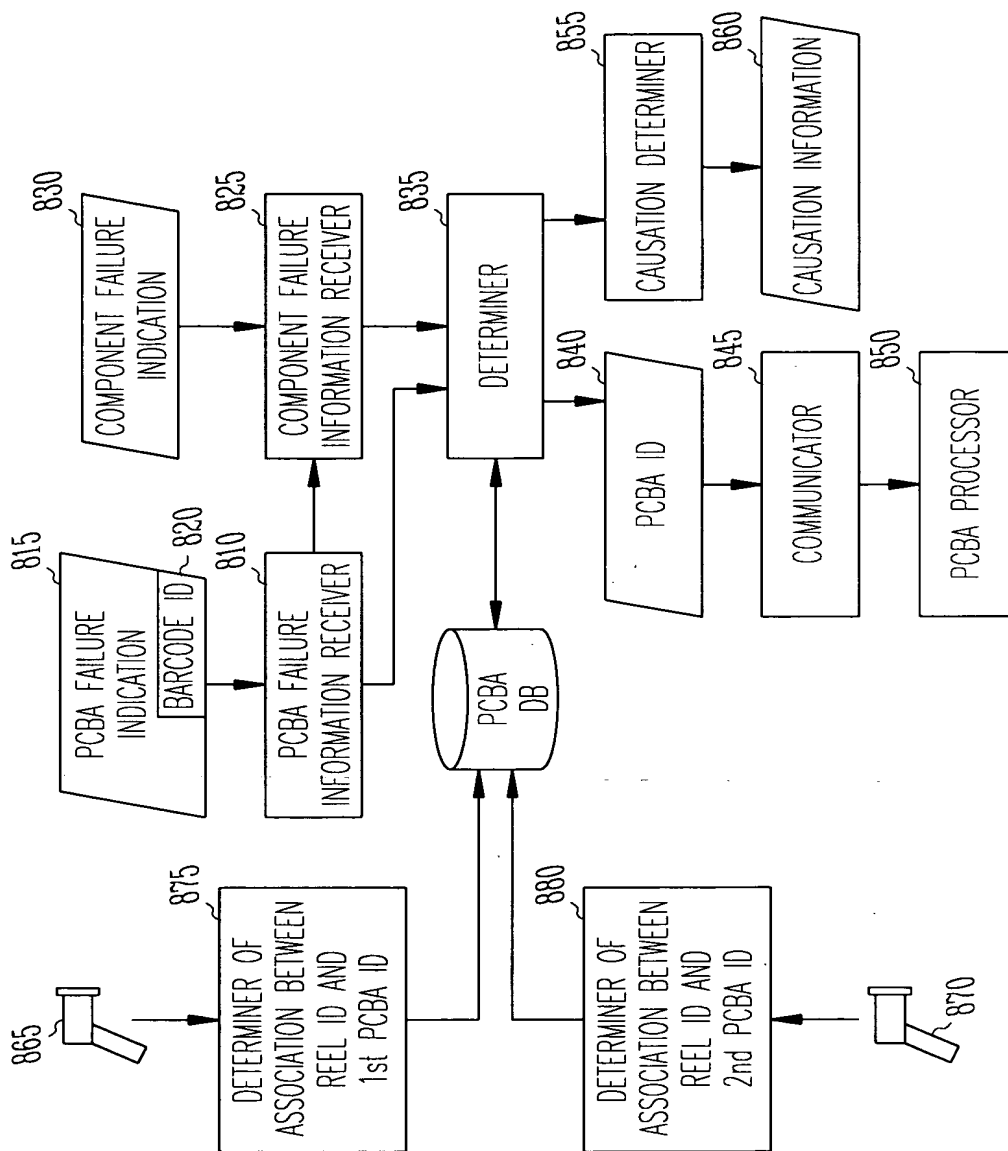 865
DETERMINER OF
ASSOCIATION BETWEEN
REEL ID AND
1st PCBA ID
875
DETERMINER OF
ASSOCIATION BETWEEN
REEL ID AND
2nd PCBA ID
880
870
PCBA FAILURE
INDICATION
815
BARCODE ID
820
PCBA FAILURE
INFORMATION RECEIVER
810
PCBA
DB
COMPONENT FAILURE
INDICATION
830
COMPONENT FAILURE
INFORMATION RECEIVER
825
DETERMINER
835
PCBA ID
840
COMMUNICATOR
845
PCBA PROCESSOR
850
CAUSATION DETERMINER
855
CAUSATION INFORMATION
860